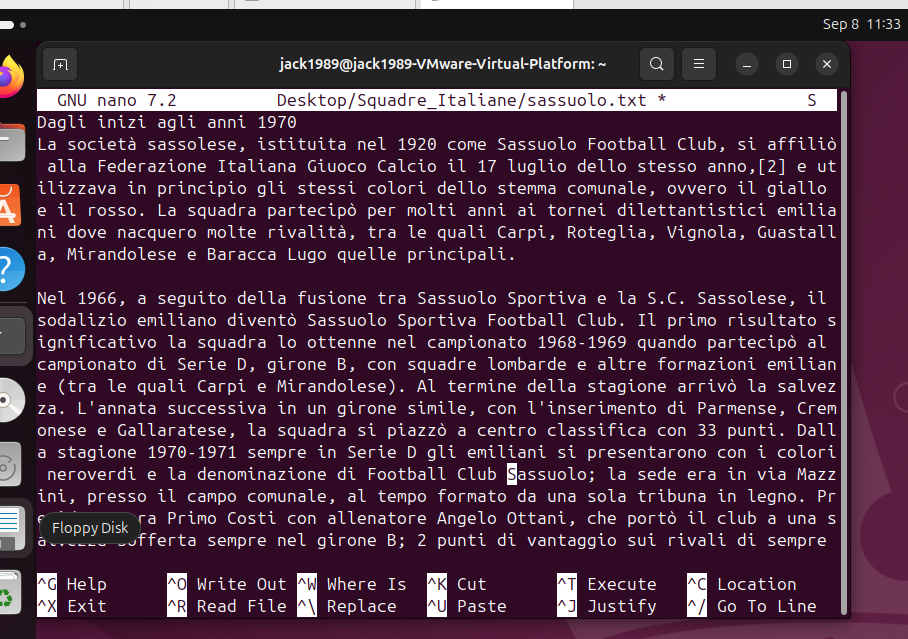 Sep 8 11:33
jack1989@jack1989-VMware-Virtual-Platform: ~
GNU nano 7.2 Desktop/Squadre_Italiane/sassuolo.txt * S
Dagli inizi agli anni 1970
La società sassolese, istituita nel 1920 come Sassuolo Football Club, si affiliò
alla Federazione Italiana Giuoco Calcio il 17 luglio dello stesso anno,[2] e ut
ilizzava in principio gli stessi colori dello stemma comunale, ovvero il giallo
e il rosso. La squadra partecipò per molti anni ai tornei dilettantistici emilia
ni dove nacquero molte rivalità, tra le quali Carpi, Roteglia, Vignola, Guastall
a, Mirandolese e Baracca Lugo quelle principali.
Nel 1966, a seguito della fusione tra Sassuolo Sportiva e la S.C. Sassolese, il
sodalizio emiliano diventò Sassuolo Sportiva Football Club. Il primo risultato s
ignificativo la squadra lo ottenne nel campionato 1968-1969 quando partecipò al
campionato di Serie D, girone B, con squadre lombarde e altre formazioni emilian
e (tra le quali Carpi e Mirandolese). Al termine della stagione arrivò la salvez
za. L'annata successiva in un girone simile, con l'inserimento di Parmense, Crem
onese e Gallaratese, la squadra si piazzò a centro classifica con 33 punti. Dall
a stagione 1970-1971 sempre in Serie D gli emiliani si presentarono con i colori
neroverdi e la denominazione di Football Club Sassuolo; la sede era in via Mazz
ini, presso il campo comunale, al tempo formato da una sola tribuna in legno. Pr
ra Primo Costi con allenatore Angelo Ottani, che portò il club a una s
Floppy Disk
sofferta sempre nel girone B; 2 punti di vantaggio sui rivali di sempre
^G Help ^O Write Out ^W Where Is ^K Cut ^T Execute ^C Location
^X Exit ^R Read File ^\ Replace ^U Paste ^J Justify ^/ Go To Line